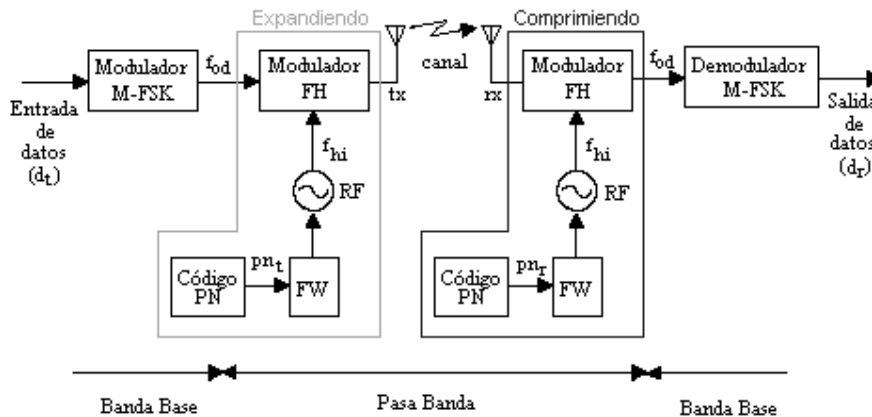 Expandiendo
Comprimiendo
Modulador
M-FSK
f_od
Modulador
FH
tx
canal
rx
Modulador
FH
f_od
Demodulador
M-FSK
Entrada
de
datos
(d_t)
Salida
de
datos
(d_r)
f_hi
RF
f_hi
RF
Código
PN
pn_t
FW
Código
PN
pn_r
FW
Banda Base
Pasa Banda
Banda Base